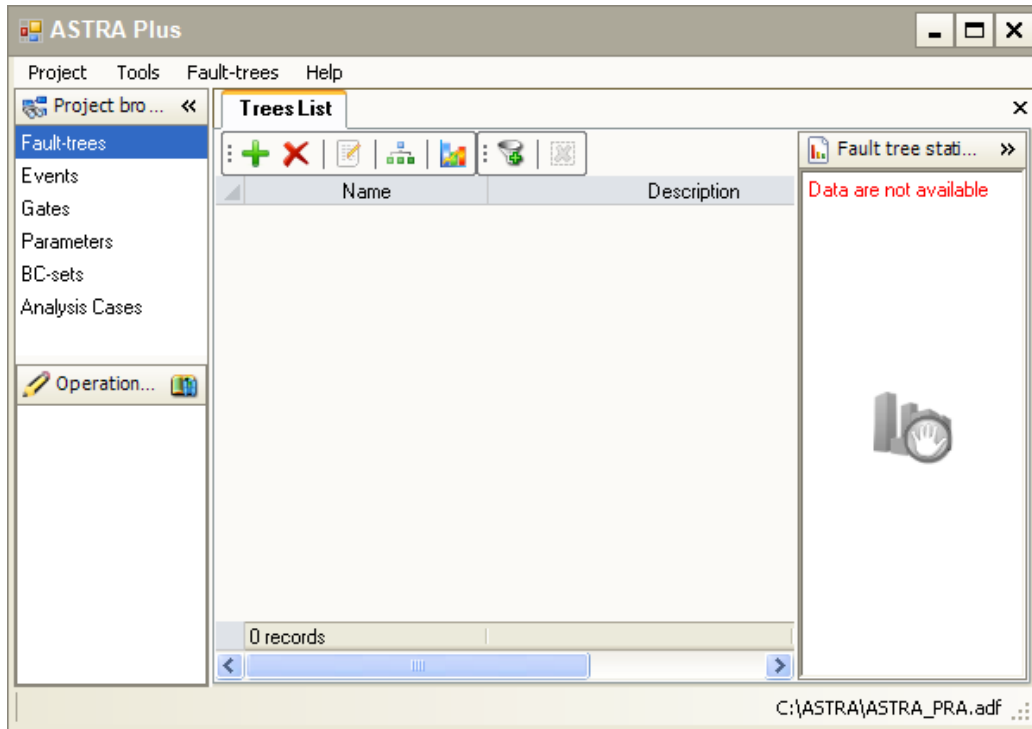 ASTRA Plus
Project Tools Fault-trees Help
Project bro...
Fault-trees
Events
Gates
Parameters
BC-sets
Analysis Cases
Operation...
Trees List
Name Description
0 records
Fault tree stati...
Data are not available
C:\ASTRA\ASTRA_PRA.adf